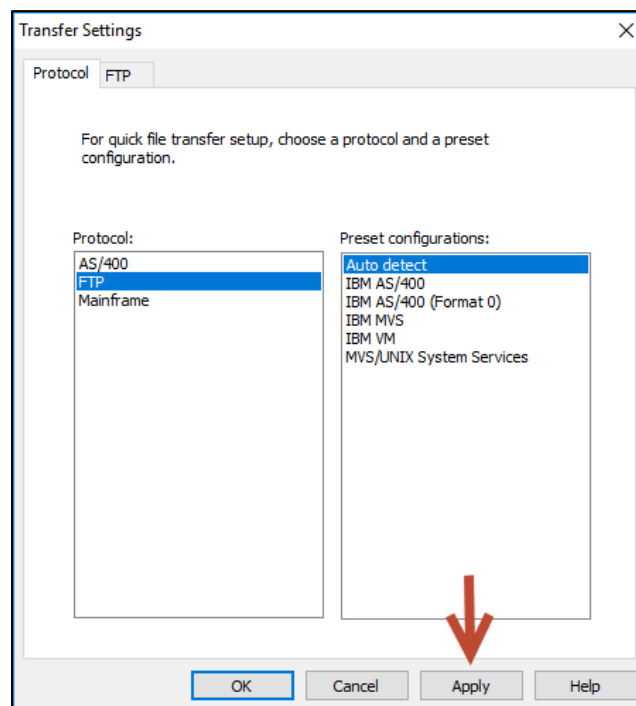 Transfer Settings
Protocol FTP
For quick file transfer setup, choose a protocol and a preset
configuration.
Protocol:
AS/400
FTP
Mainframe
Preset configurations:
Auto detect
IBM AS/400
IBM AS/400 (Format 0)
IBM MVS
IBM VM
MVS/UNIX System Services
OK Cancel Apply Help